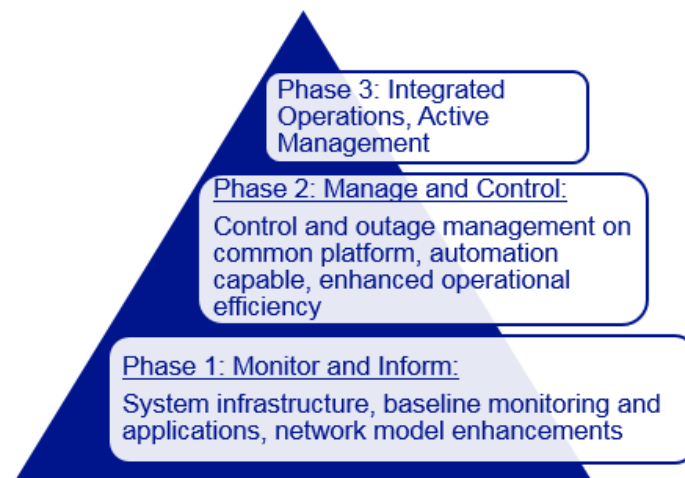 Phase 3: Integrated
Operations, Active
Management
Phase 2: Manage and Control:
Control and outage management on
common platform, automation
capable, enhanced operational
efficiency
Phase 1: Monitor and Inform:
System infrastructure, baseline monitoring and
applications, network model enhancements